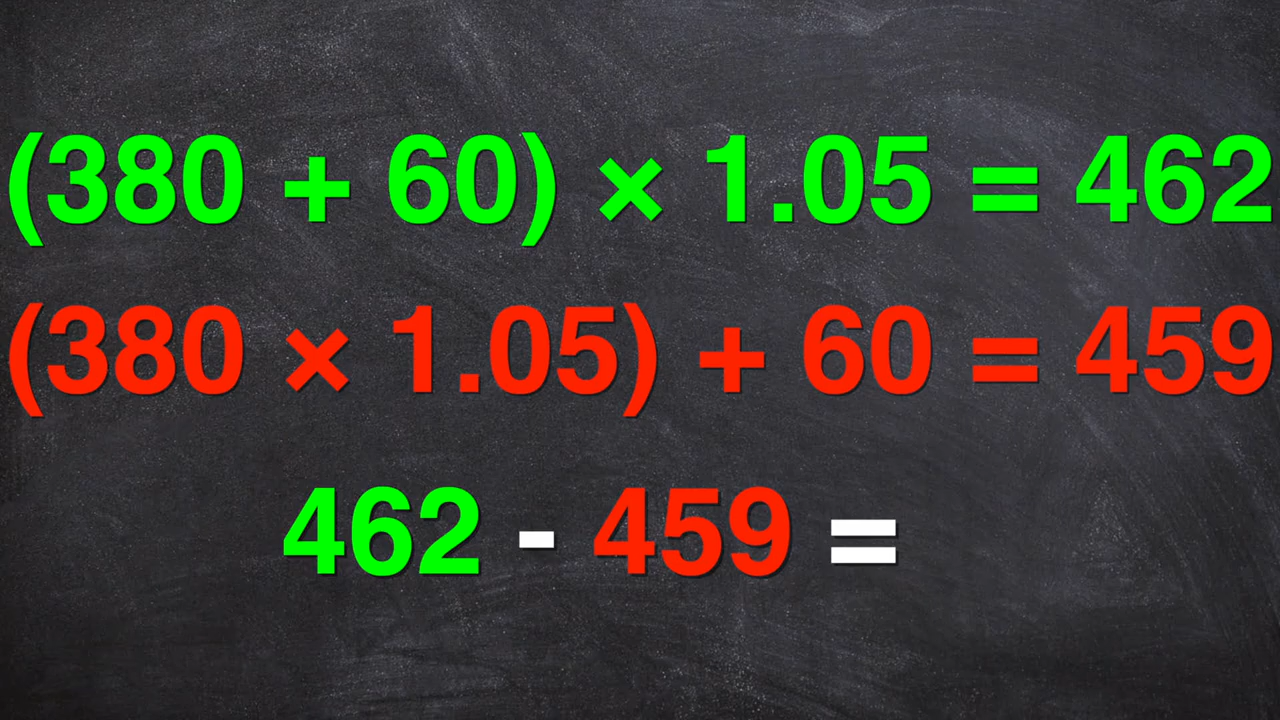 (380 + 60) × 1.05 = 462
(380 × 1.05) + 60 = 459
462 - 459 =